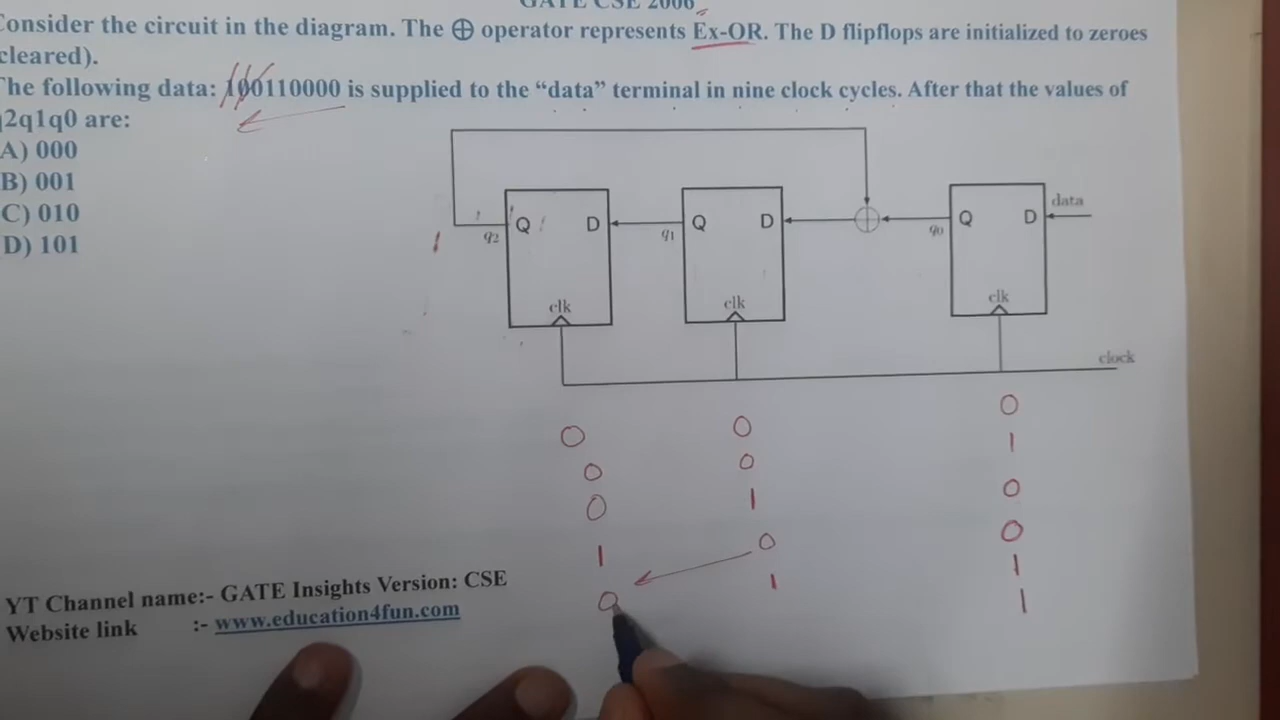 GATE CSE 2006
Consider the circuit in the diagram. The ⊕ operator represents Ex-OR. The D flipflops are initialized to zeroes
cleared).
The following data: 100110000 is supplied to the “data” terminal in nine clock cycles. After that the values of
q2q1q0 are:
A) 000
B) 001
C) 010
D) 101
Q D Q D Q D data
q2 q1 q0
1
clk clk clk
clock
0 0 0
0 0 1
0 1 0
1 0 0
0 1 1
1
YT Channel name:- GATE Insights Version: CSE
Website link :- www.education4fun.com